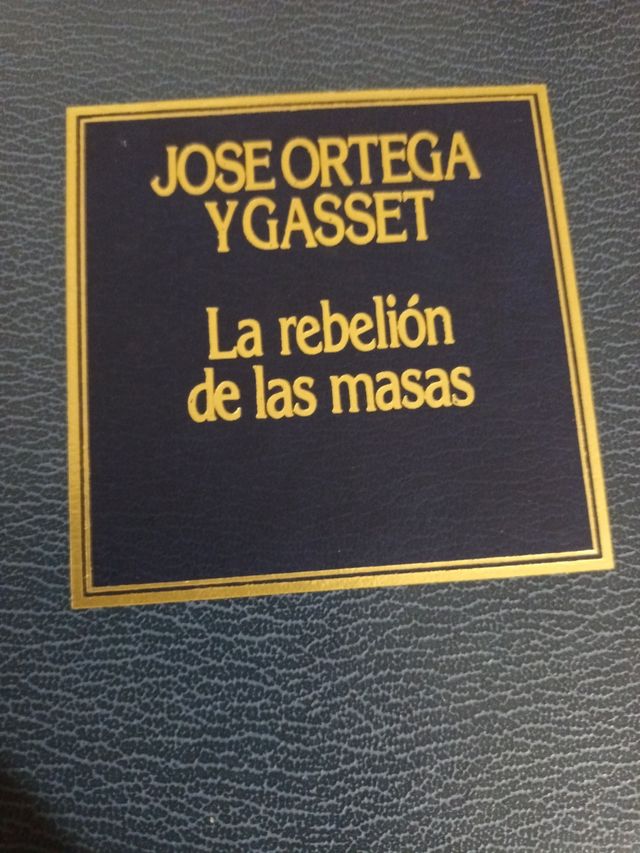 JOSE ORTEGA
Y GASSET
La rebelión
de las masas